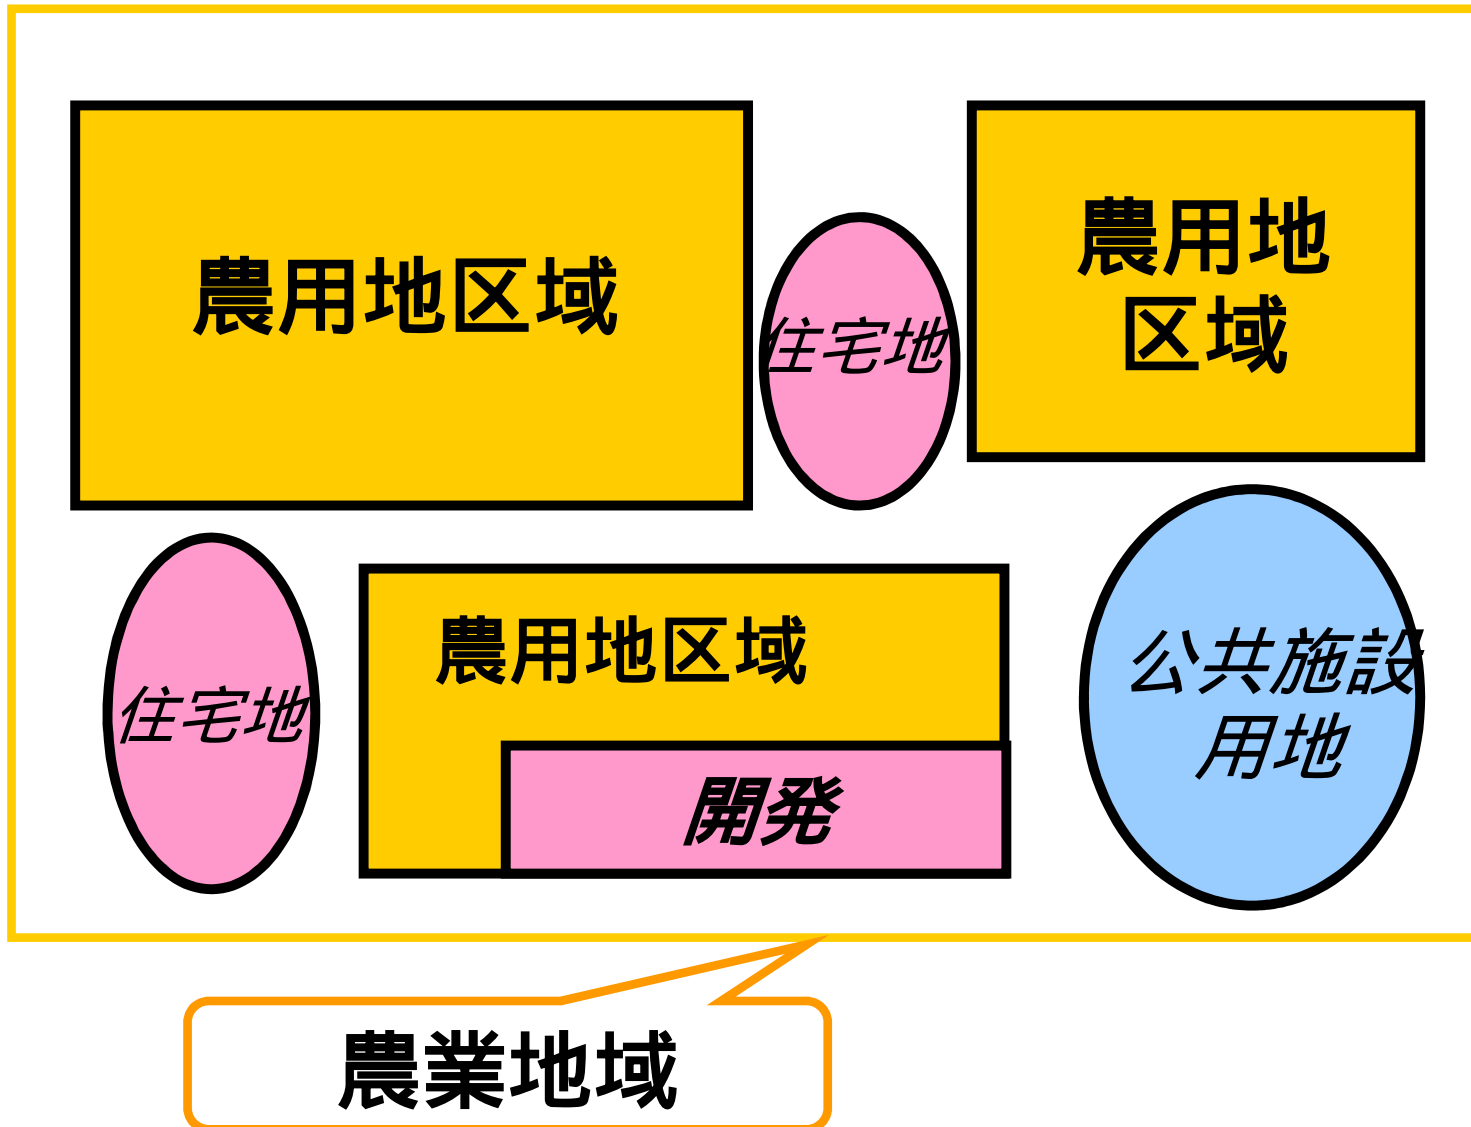 農用地区域
農用地
区域
住宅地
農用地区域
住宅地
公共施設
用地
開発
農業地域